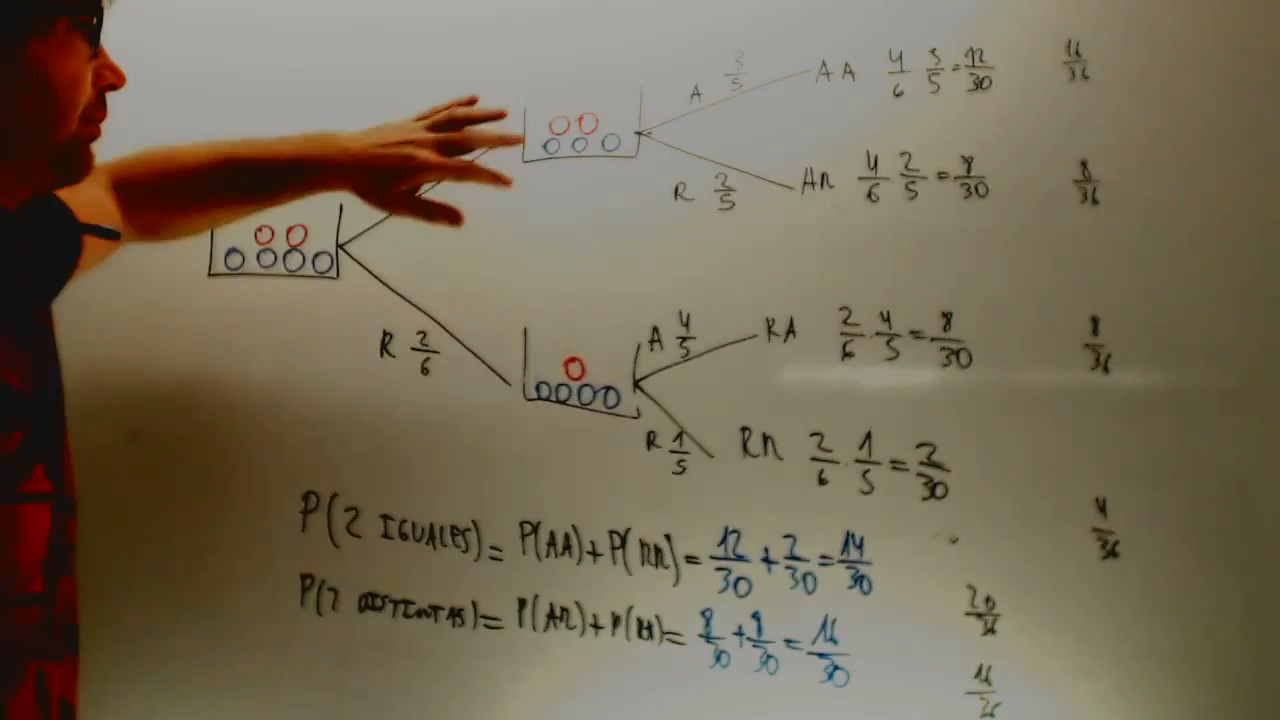 A 3/5 AA 4/6 3/5 = 12/30 16/36
R 2/5 AR 4/6 2/5 = 8/30 8/36
R 2/6
A 4/5 RA 2/6 · 4/5 = 8/30 8/36
R 1/5 RR 2/6 · 1/5 = 2/30
4/36
P(2 IGUALES) = P(AA) + P(RR) = 12/30 + 2/30 = 14/30
20/36
P(2 DISTINTAS) = P(AR) + P(RA) = 8/30 + 8/30 = 16/30
16/36